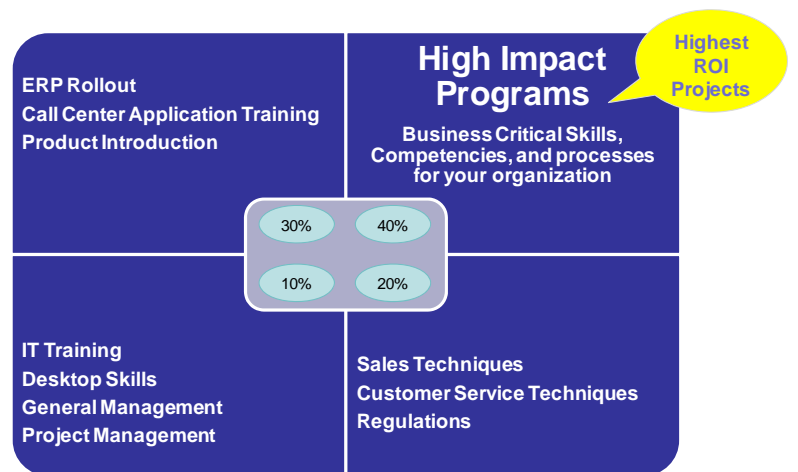 ERP Rollout
Call Center Application Training
Product Introduction
High Impact
Programs
Business Critical Skills,
Competencies, and processes
for your organization
Highest
ROI
Projects
30%
40%
10%
20%
IT Training
Desktop Skills
General Management
Project Management
Sales Techniques
Customer Service Techniques
Regulations